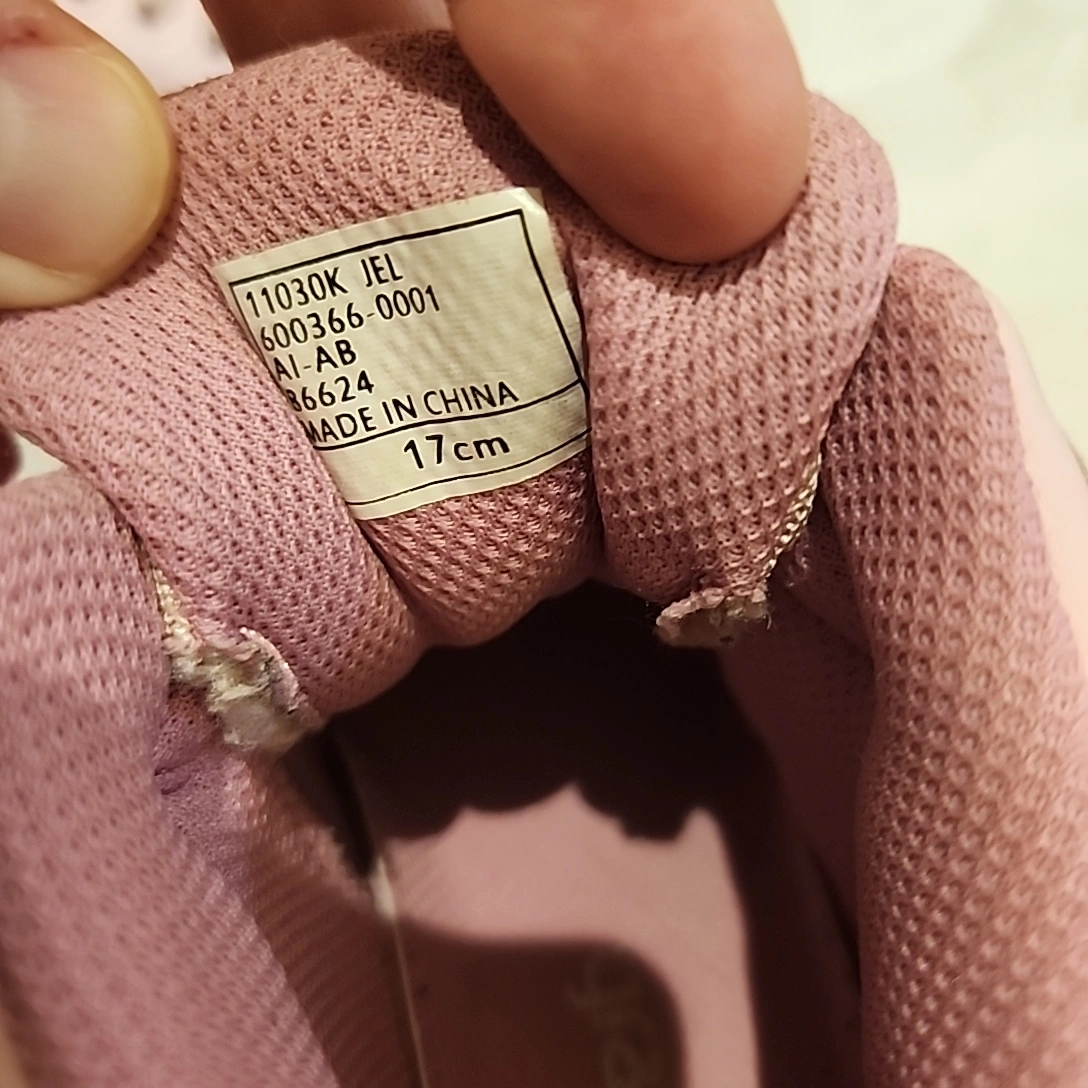 11030K JEL
600366-0001
AI-AB
86624
MADE IN CHINA
17cm